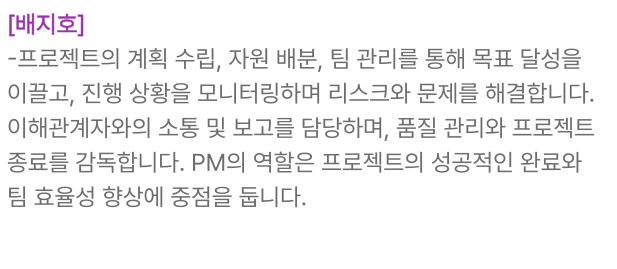 [배지호]
-프로젝트의 계획 수립, 자원 배분, 팀 관리를 통해 목표 달성을
이끌고, 진행 상황을 모니터링하며 리스크와 문제를 해결합니다.
이해관계자와의 소통 및 보고를 담당하며, 품질 관리와 프로젝트
종료를 감독합니다. PM의 역할은 프로젝트의 성공적인 완료와
팀 효율성 향상에 중점을 둡니다.